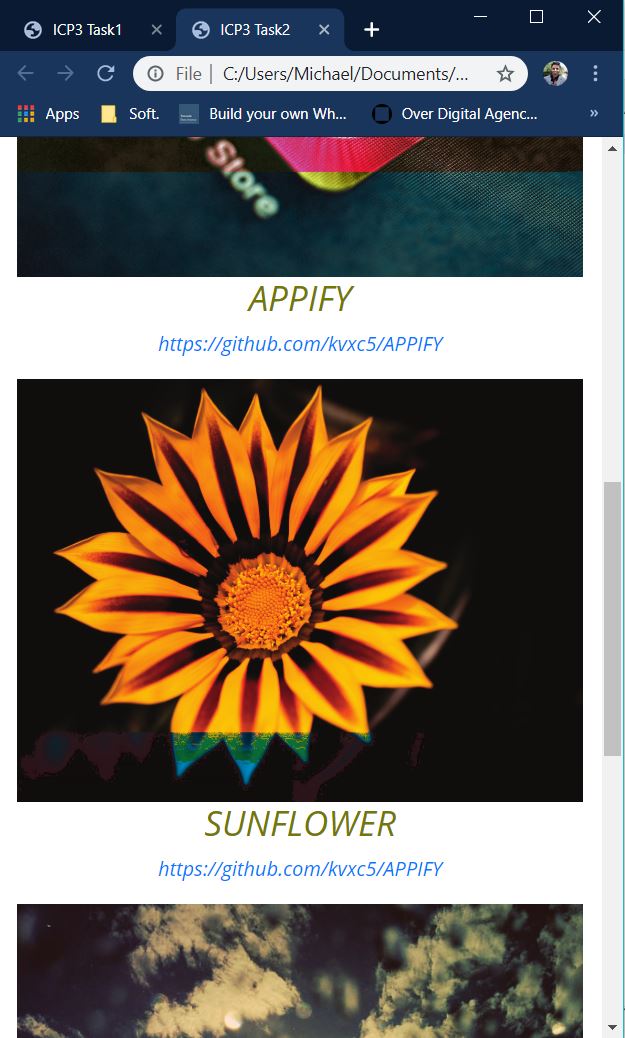 ICP3 Task1
ICP3 Task2
File | C:/Users/Michael/Documents/...
Apps
Soft.
Build your own Wh...
Over Digital Agenc...
»
Store
APPIFY
https://github.com/kvxc5/APPIFY
SUNFLOWER
https://github.com/kvxc5/APPIFY